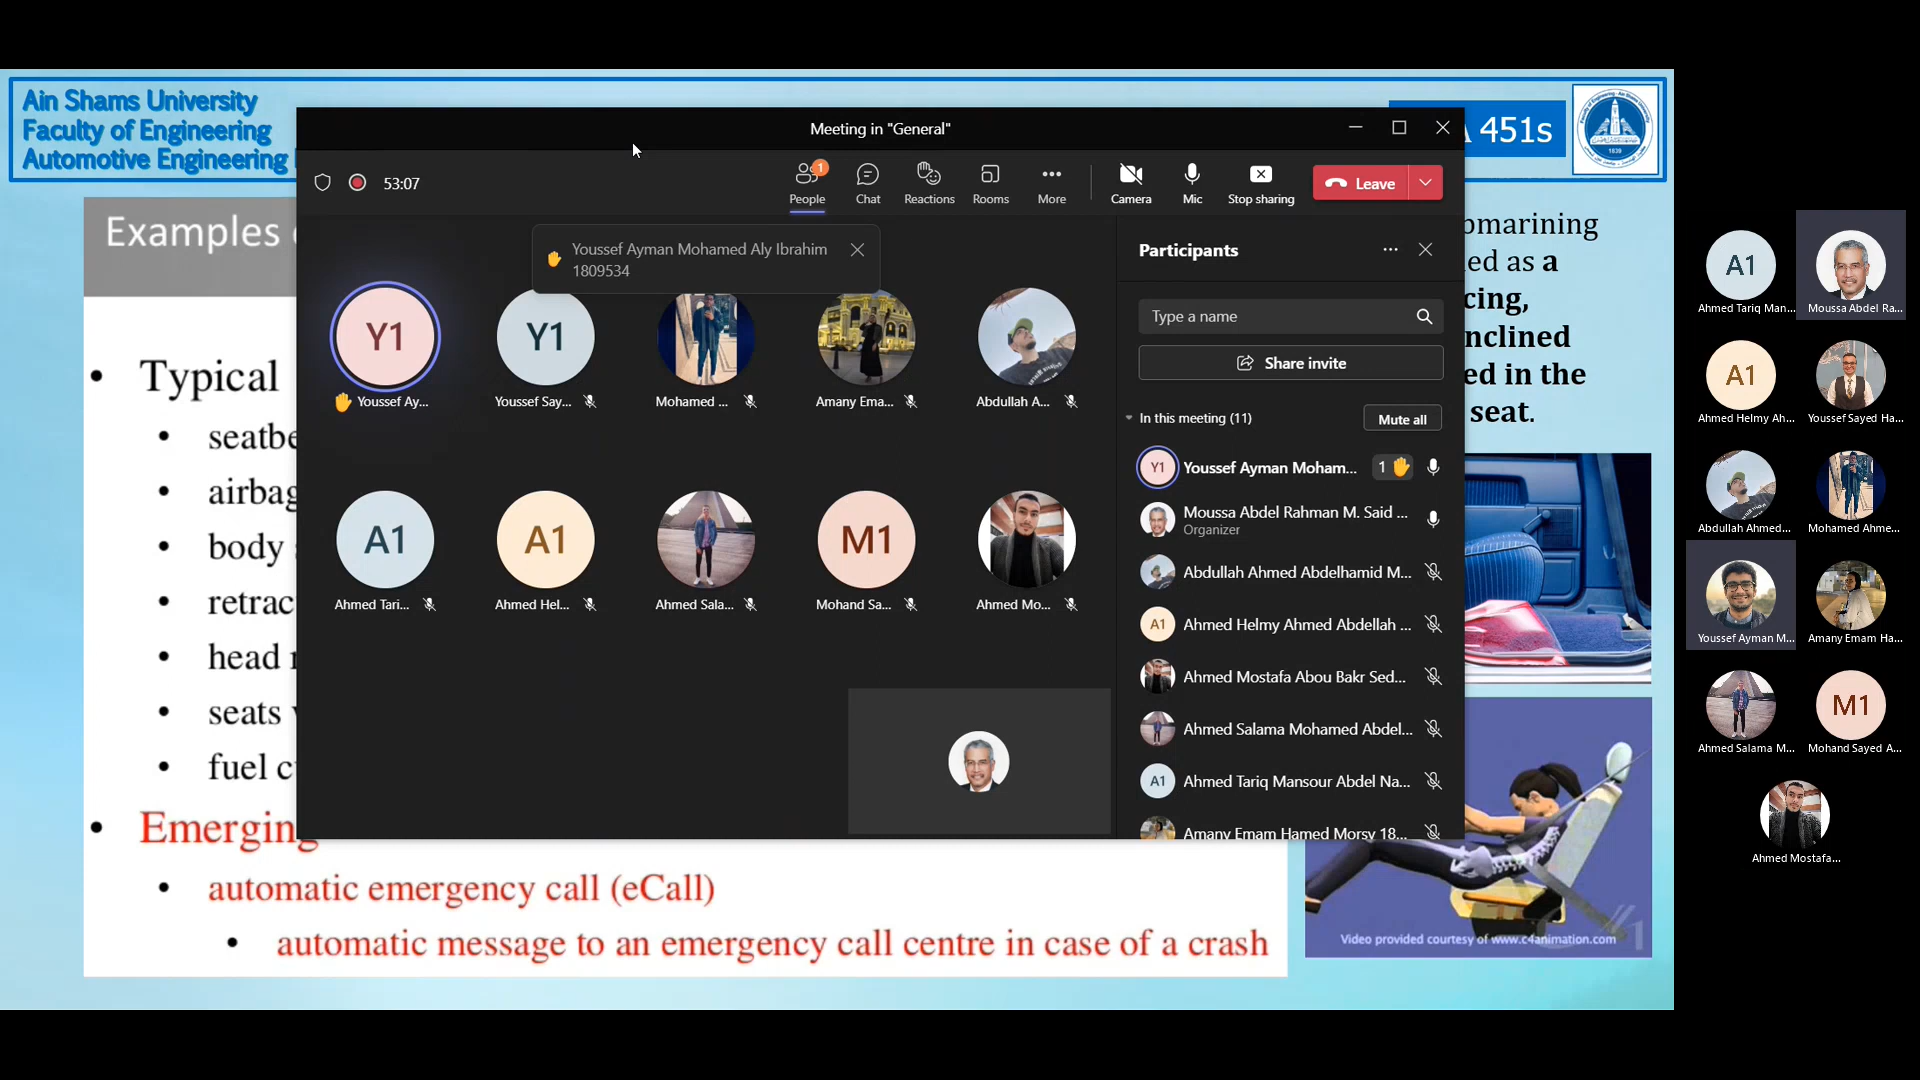 Ain Shams University
Faculty of Engineering
Automotive Engineering
451s
Meeting in "General"
53:07
1
People
Chat
Reactions
Rooms
More
Camera
Mic
Stop sharing
Leave
Examples
Youssef Ayman Mohamed Aly Ibrahim
1809534
Y1
Youssef Ay...
Y1
Youssef Say...
Mohamed ...
Amany Ema...
Abdullah A...
A1
Ahmed Tari...
A1
Ahmed Hel...
Ahmed Sala...
M1
Mohand Sa...
Ahmed Mo...
Participants
Type a name
Share invite
In this meeting (11)
Mute all
Y1
Youssef Ayman Moham...
1
Moussa Abdel Rahman M. Said ...
Organizer
Abdullah Ahmed Abdelhamid M...
A1
Ahmed Helmy Ahmed Abdellah ...
Ahmed Mostafa Abou Bakr Sed...
Ahmed Salama Mohamed Abdel...
A1
Ahmed Tariq Mansour Abdel Na...
Amany Emam Hamed Morsy 18...
• Typical
• seatbe
• airbag
• body
• retrac
• head
• seats
• fuel c
• Emerging
• automatic emergency call (eCall)
• automatic message to an emergency call centre in case of a crash
bmarining
ed as a
cing,
nclined
ed in the
seat.
Video provided courtesy of www.c4animation.com
A1
Ahmed Tariq Man...
Moussa Abdel Ra...
A1
Ahmed Helmy Ah...
Youssef Sayed Ha...
Abdullah Ahmed...
Mohamed Ahme...
Youssef Ayman M...
Amany Emam Ha...
Ahmed Salama M...
M1
Mohand Sayed A...
Ahmed Mostafa...